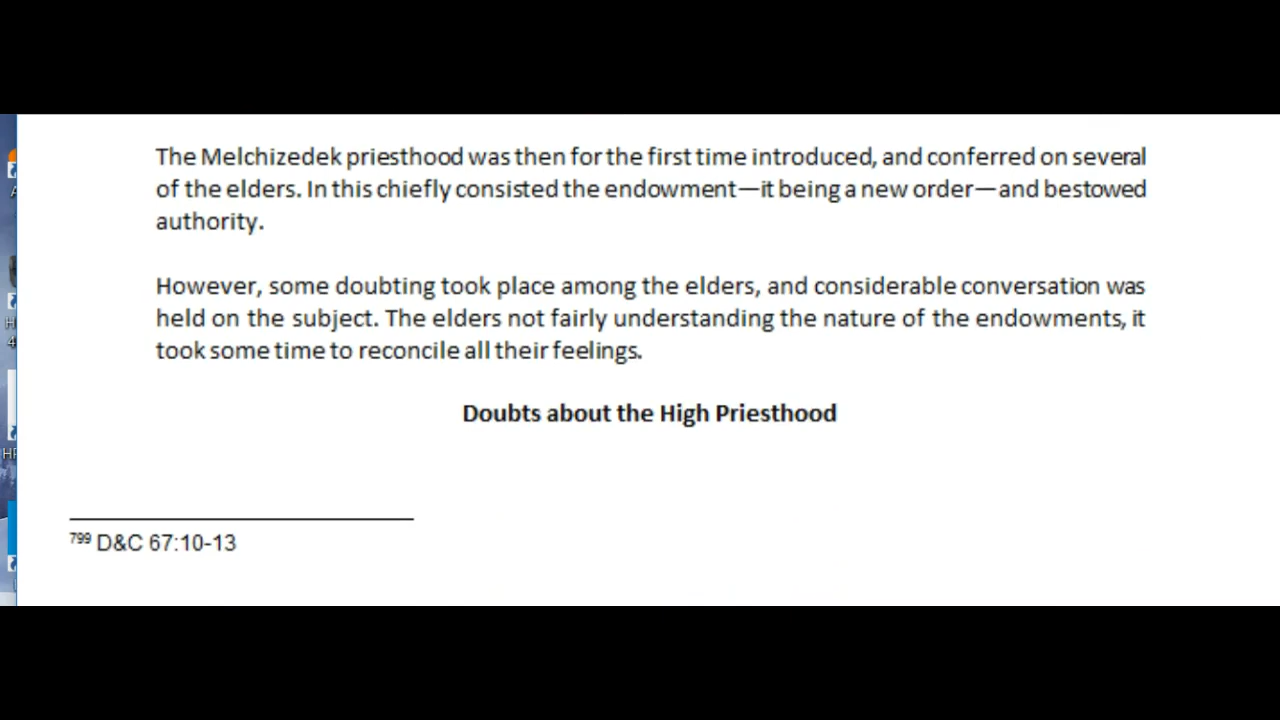 The Melchizedek priesthood was then for the first time introduced, and conferred on several
of the elders. In this chiefly consisted the endowment—it being a new order—and bestowed
authority.
However, some doubting took place among the elders, and considerable conversation was
held on the subject. The elders not fairly understanding the nature of the endowments, it
took some time to reconcile all their feelings.
Doubts about the High Priesthood
799 D&C 67:10-13